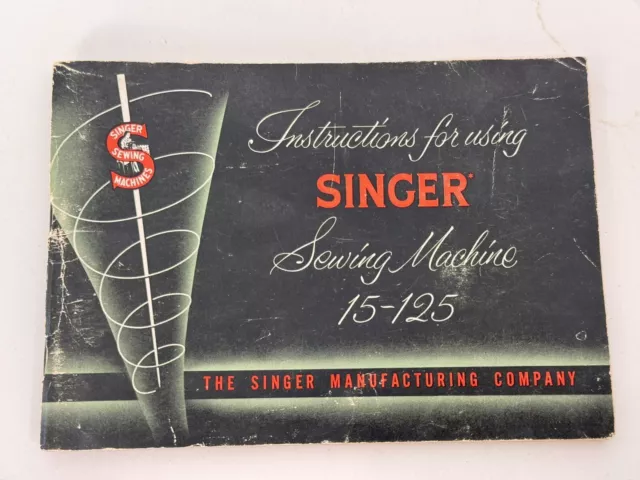 SINGER
SEWING
MACHINES
Instructions for using
SINGER®
Sewing Machine
15-125
THE SINGER MANUFACTURING COMPANY